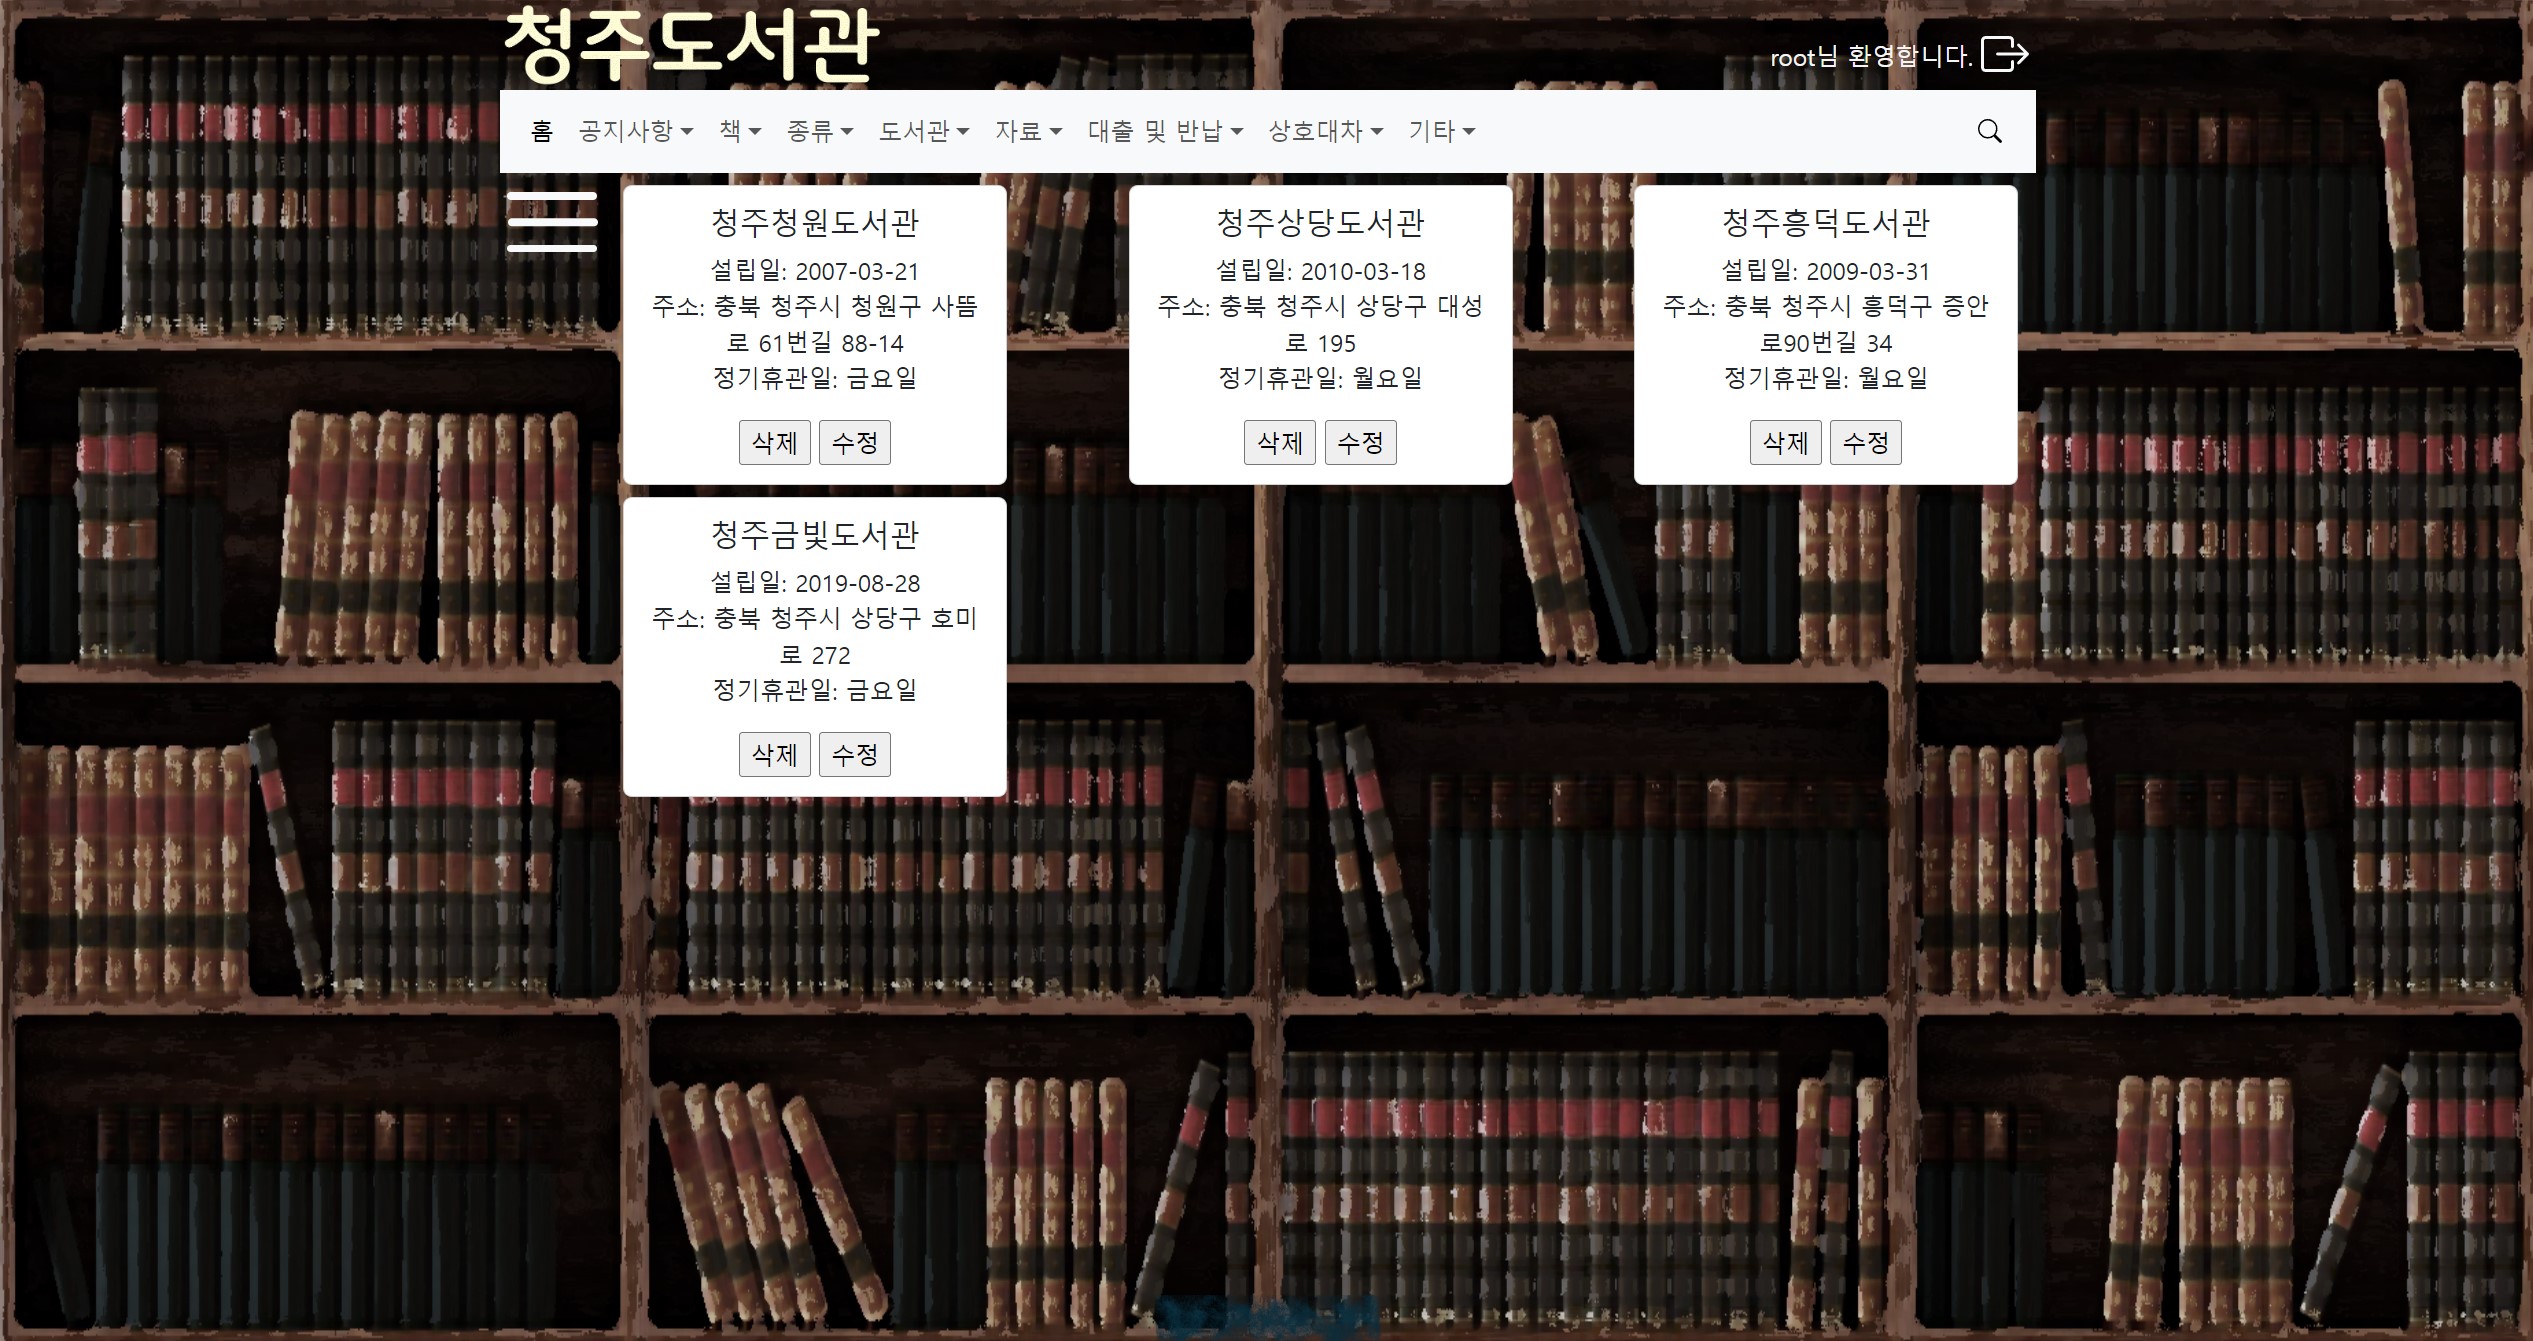 청주도서관
root님 환영합니다.
홈 공지사항 책 종류 도서관 자료 대출 및 반납 상호대차 기타
청주청원도서관
설립일: 2007-03-21
주소: 충북 청주시 청원구 사뜸
로 61번길 88-14
정기휴관일: 금요일
삭제 수정
청주상당도서관
설립일: 2010-03-18
주소: 충북 청주시 상당구 대성
로 195
정기휴관일: 월요일
삭제 수정
청주흥덕도서관
설립일: 2009-03-31
주소: 충북 청주시 흥덕구 증안
로90번길 34
정기휴관일: 월요일
삭제 수정
청주금빛도서관
설립일: 2019-08-28
주소: 충북 청주시 상당구 호미
로 272
정기휴관일: 금요일
삭제 수정